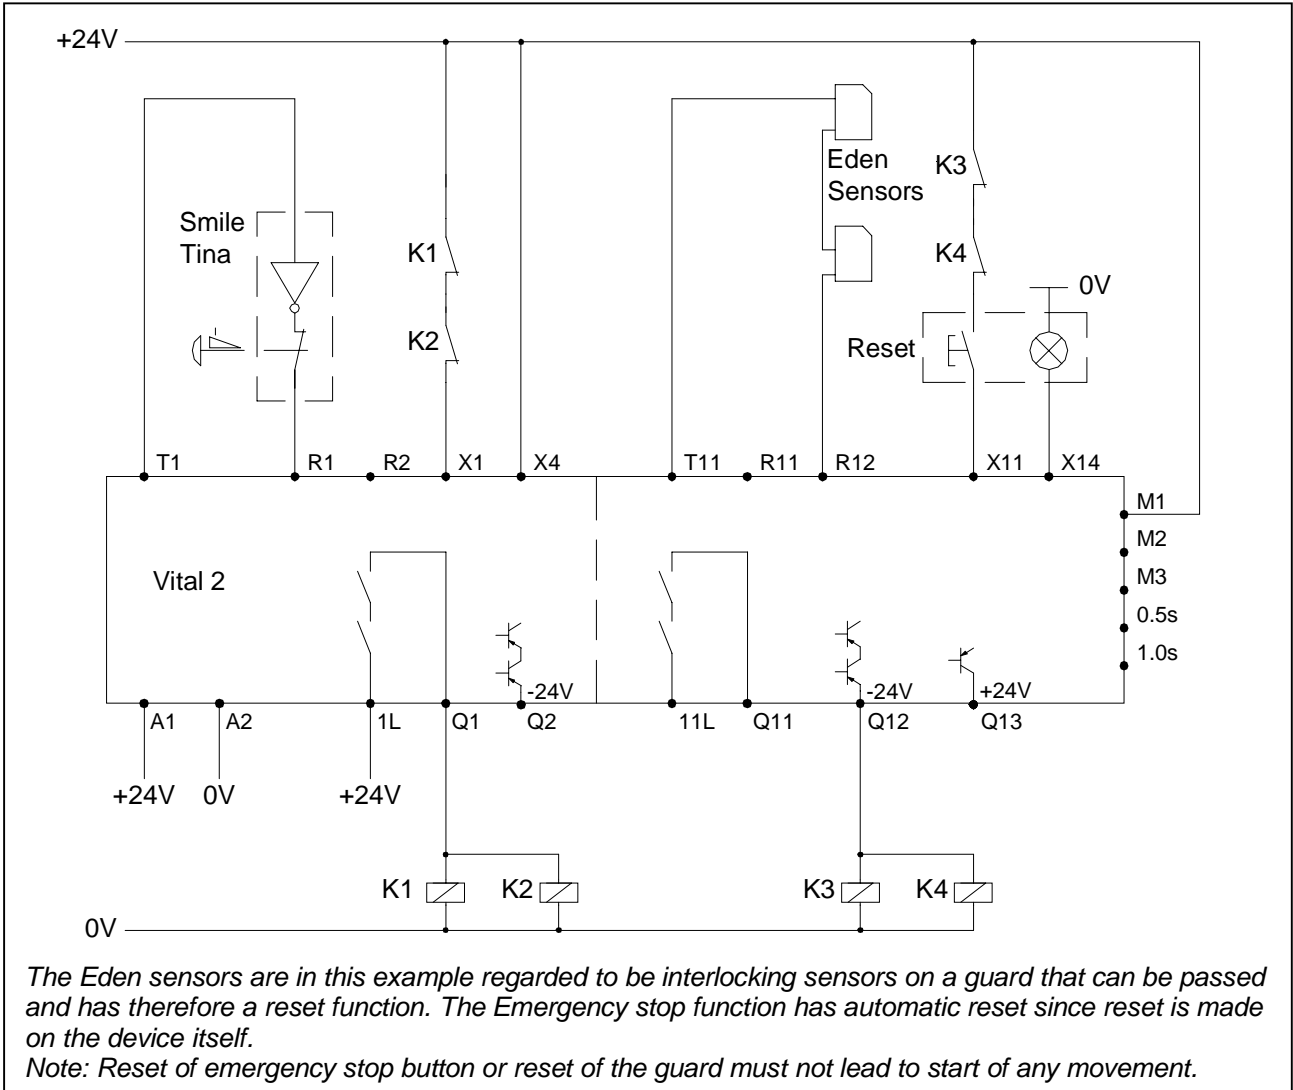 +24V
Smile
Tina
K1
K2
Eden
Sensors
K3
K4
0V
Reset
T1 R1 R2 X1 X4 T11 R11 R12 X11 X14
M1
M2
M3
0.5s
1.0s
Vital 2
-24V -24V +24V
A1 A2 1L Q1 Q2 11L Q11 Q12 Q13
+24V 0V +24V
K1 K2 K3 K4
0V
The Eden sensors are in this example regarded to be interlocking sensors on a guard that can be passed
and has therefore a reset function. The Emergency stop function has automatic reset since reset is made
on the device itself.
Note: Reset of emergency stop button or reset of the guard must not lead to start of any movement.